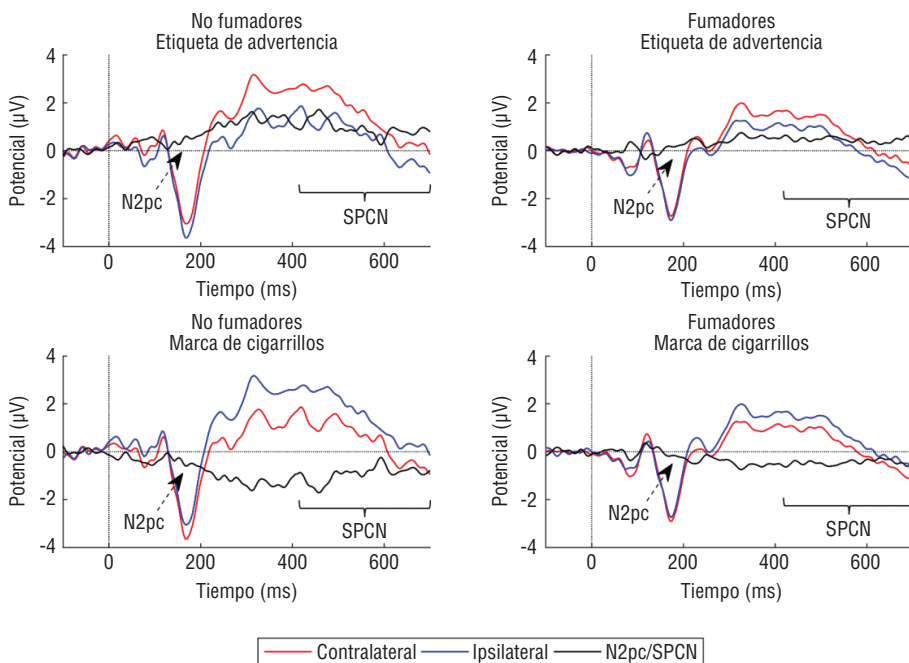 No fumadores
Etiqueta de advertencia
4
2
0
-2
-4
Potencial (μV)
N2pc
SPCN
0
200
400
600
Tiempo (ms)
Fumadores
Etiqueta de advertencia
4
2
0
-2
-4
Potencial (μV)
N2pc
SPCN
0
200
400
600
Tiempo (ms)
No fumadores
Marca de cigarrillos
4
2
0
-2
-4
Potencial (μV)
N2pc
SPCN
0
200
400
600
Tiempo (ms)
Fumadores
Marca de cigarrillos
4
2
0
-2
-4
Potencial (μV)
N2pc
SPCN
0
200
400
600
Tiempo (ms)
Contralateral Ipsilateral N2pc/SPCN